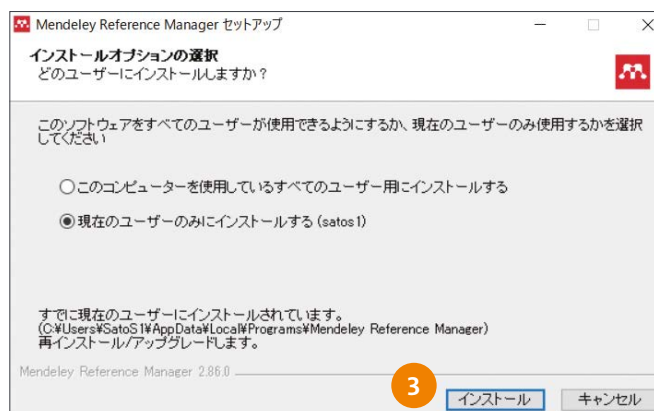 Mendeley Reference Manager セットアップ
インストールオプションの選択
どのユーザーにインストールしますか？
このソフトウェアをすべてのユーザーが使用できるようにするか、現在のユーザーのみ使用するかを選択
してください
このコンピューターを使用しているすべてのユーザー用にインストールする
現在のユーザーのみにインストールする (satos1)
すでに現在のユーザーにインストールされています。
(C:¥Users¥SatoS1¥AppData¥Local¥Programs¥Mendeley Reference Manager)
再インストール/アップグレードします。
Mendeley Reference Manager 2.86.0
3
インストール
キャンセル